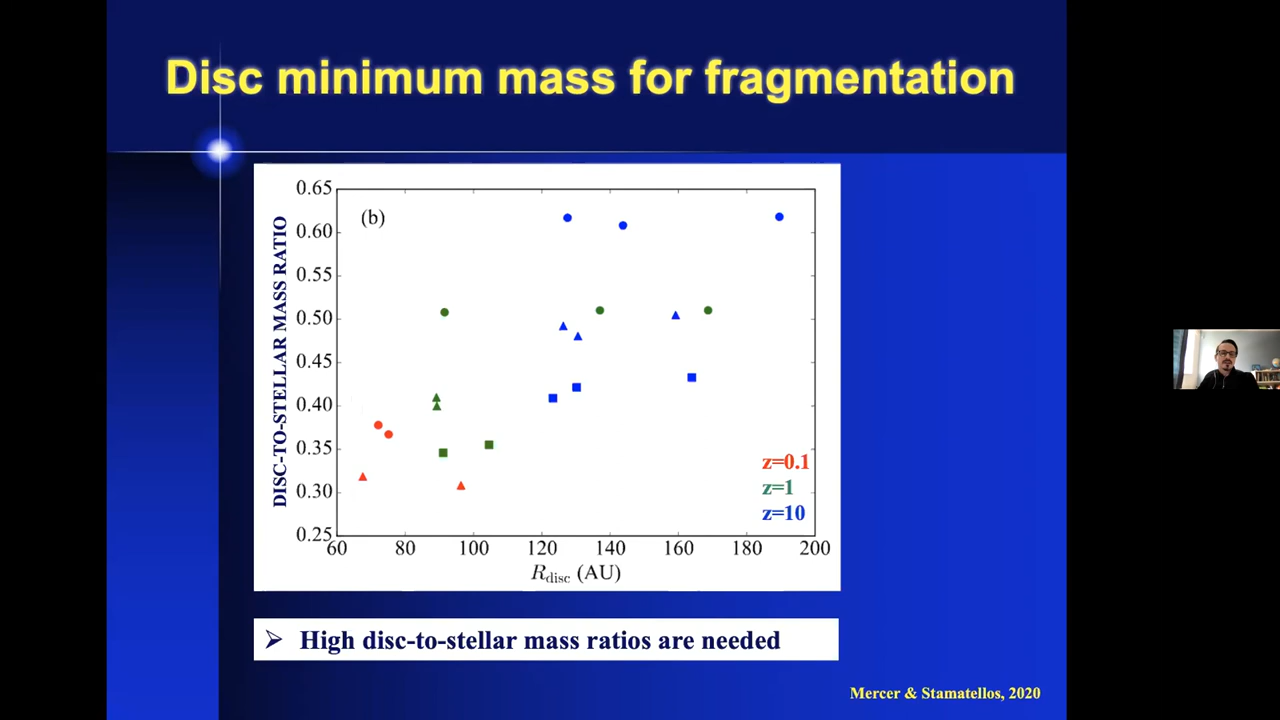 Disc minimum mass for fragmentation
(b)
DISC-TO-STELLAR MASS RATIO
0.65
0.60
0.55
0.50
0.45
0.40
0.35
0.30
0.25
60 80 100 120 140 160 180 200
R_disc (AU)
z=0.1
z=1
z=10
➢ High disc-to-stellar mass ratios are needed
Mercer & Stamatellos, 2020